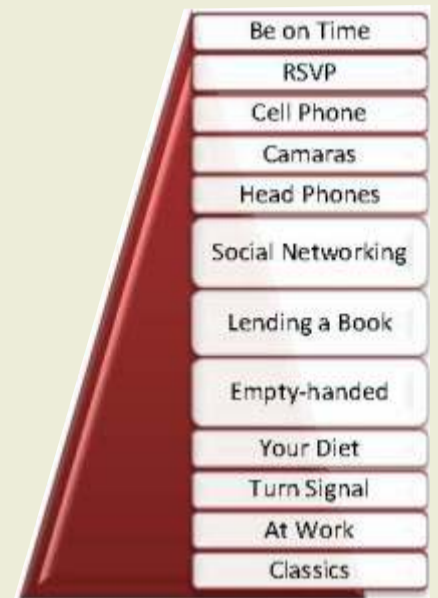 Be on Time
RSVP
Cell Phone
Camaras
Head Phones
Social Networking
Lending a Book
Empty-handed
Your Diet
Turn Signal
At Work
Classics